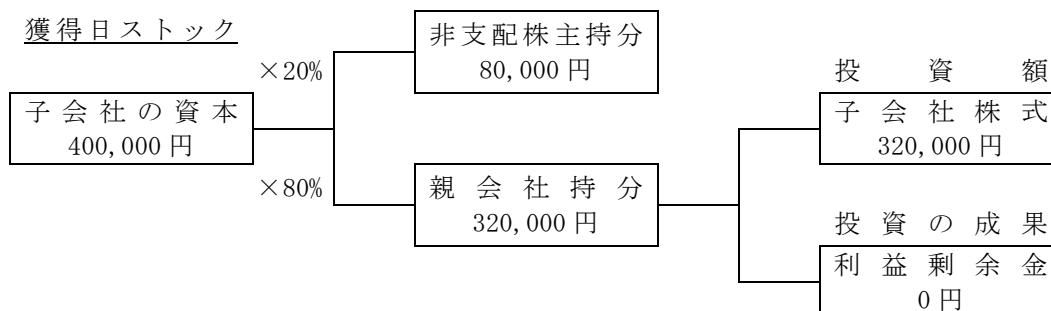 獲得日ストック
非支配株主持分
80,000円
×20%
子会社の資本
400,000円
×80%
親会社持分
320,000円
投資額
子会社株式
320,000円
投資の成果
利益剰余金
0円